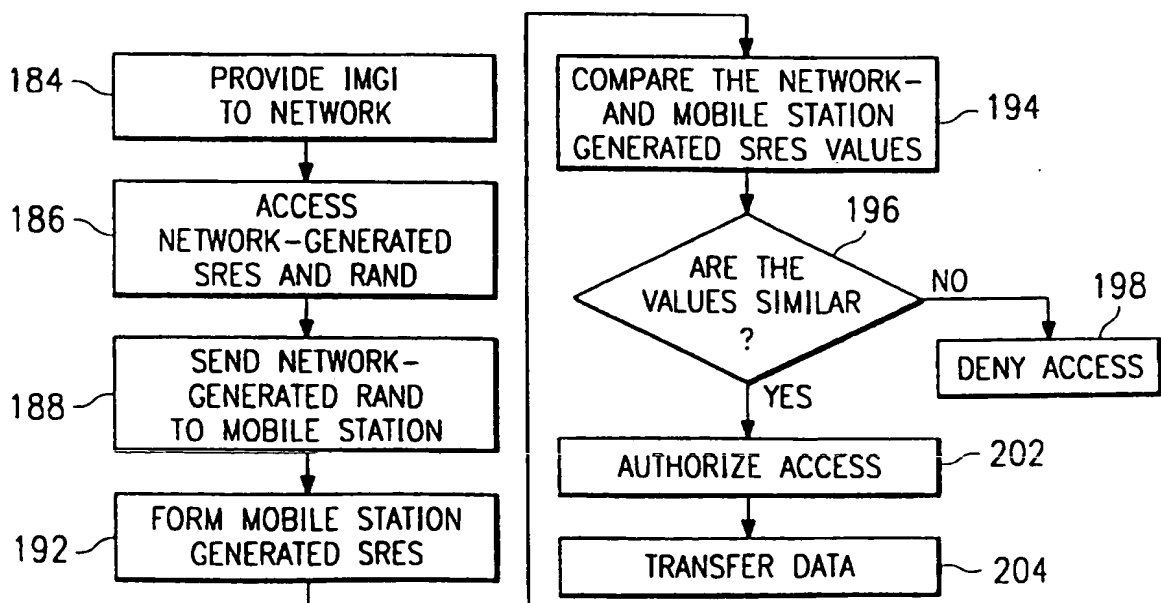 184
PROVIDE IMGI
TO NETWORK
186
ACCESS
NETWORK-GENERATED
SRES AND RAND
188
SEND NETWORK-
GENERATED RAND
TO MOBILE STATION
192
FORM MOBILE STATION
GENERATED SRES
COMPARE THE NETWORK-
AND MOBILE STATION
GENERATED SRES VALUES
194
196
ARE THE
VALUES SIMILAR
?
NO
198
DENY ACCESS
YES
AUTHORIZE ACCESS
202
TRANSFER DATA
204